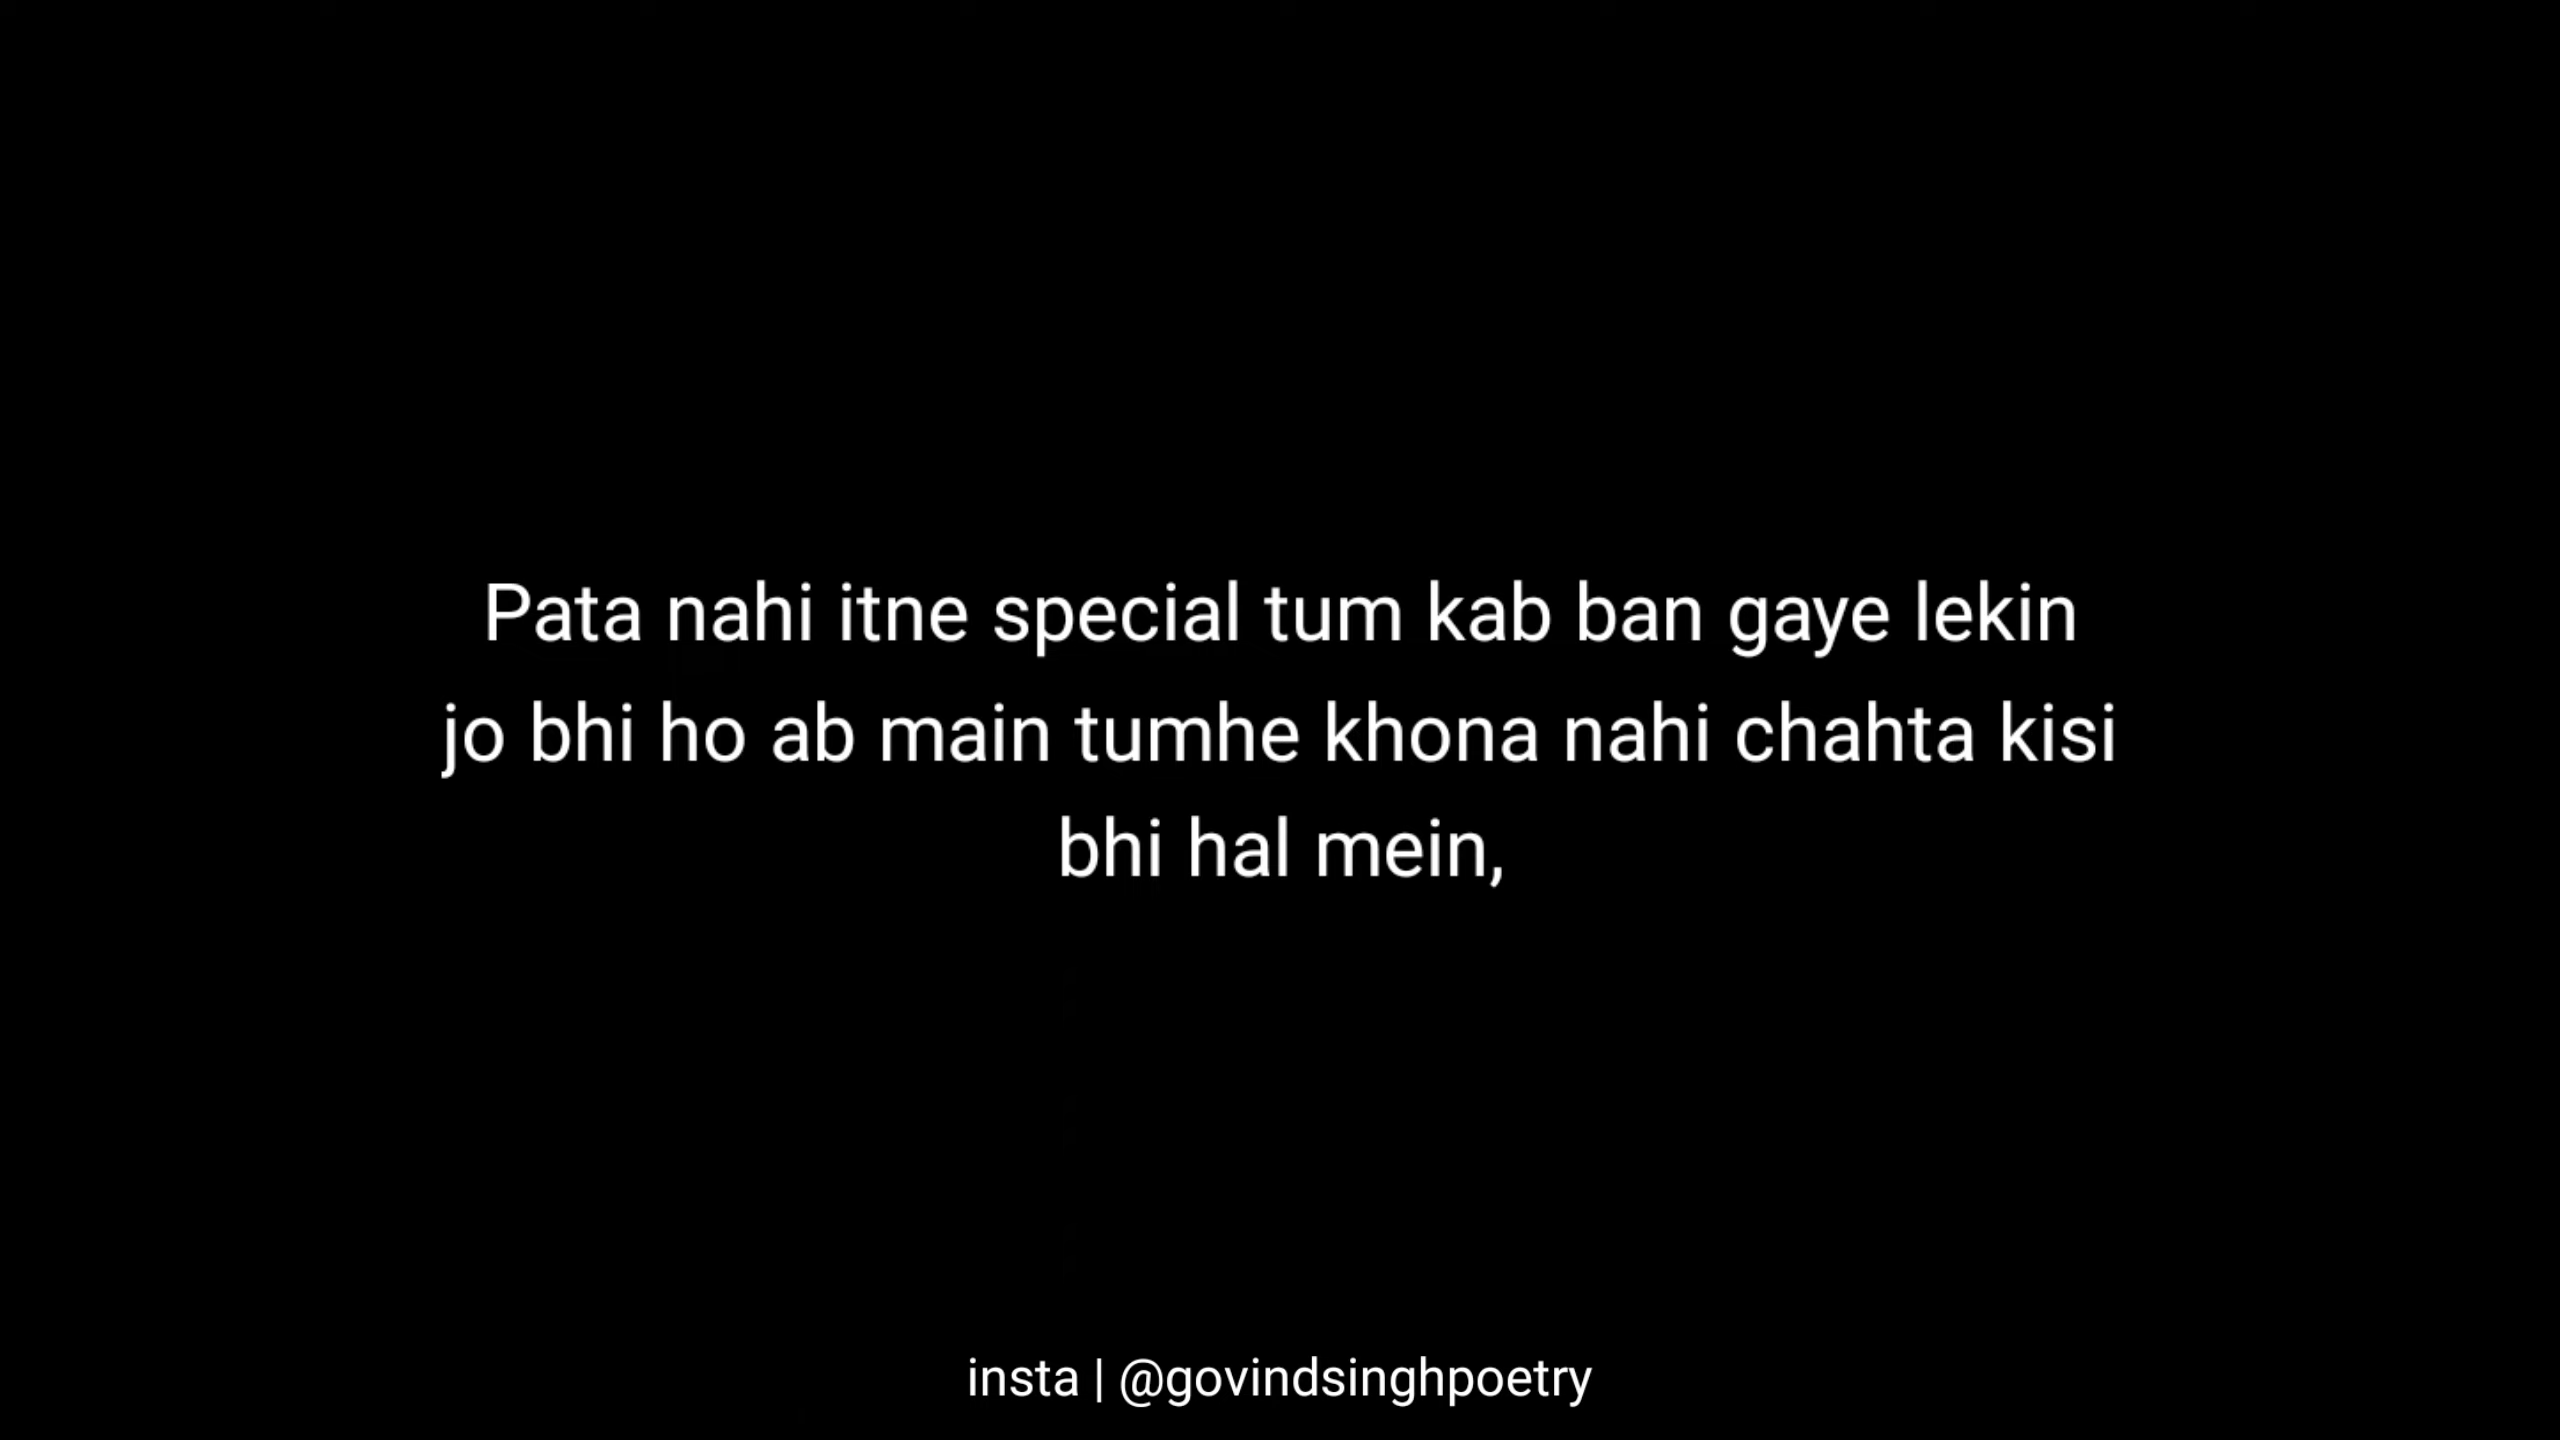 Pata nahi itne special tum kab ban gaye lekin
jo bhi ho ab main tumhe khona nahi chahta kisi
bhi hal mein,
insta | @govindsinghpoetry